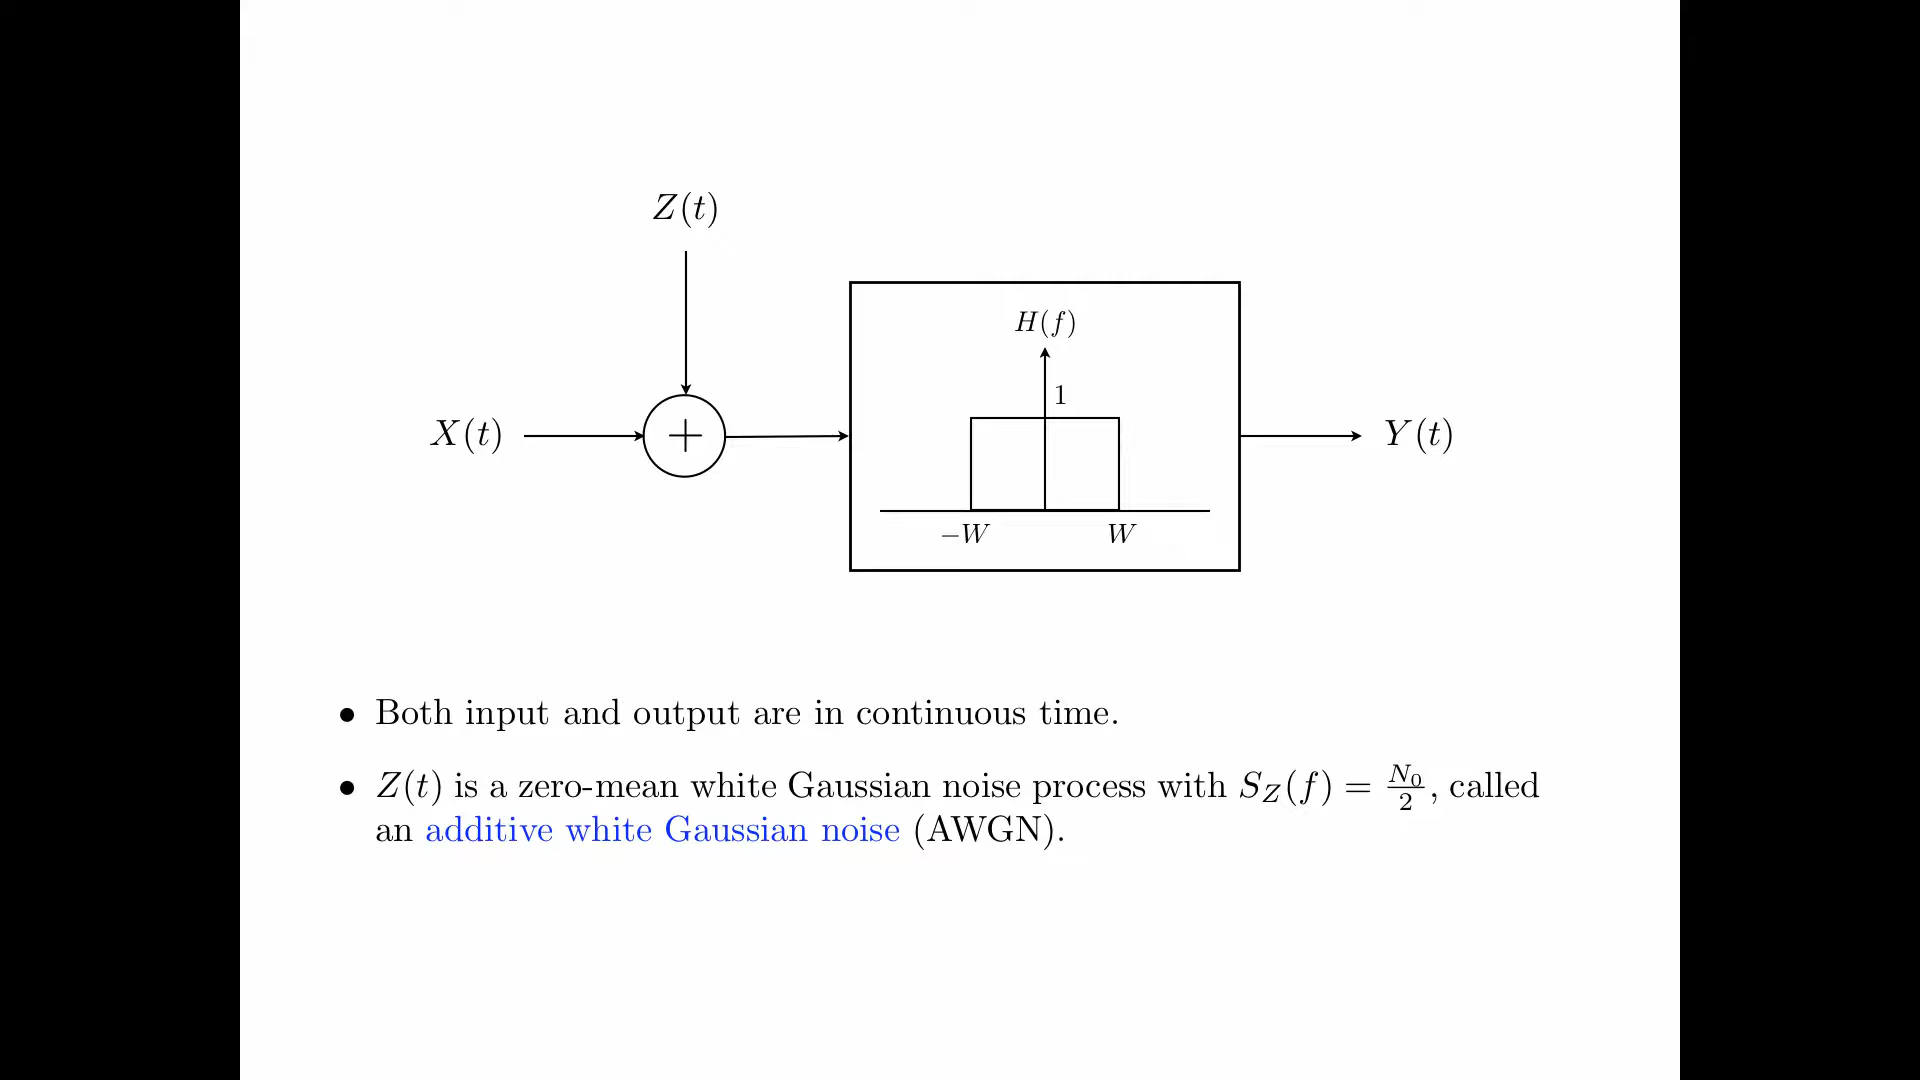 Z(t)
H(f)
1
X(t)
+
Y(t)
−W
W
• Both input and output are in continuous time.
• Z(t) is a zero-mean white Gaussian noise process with S_Z(f) = N_0/2, called
an additive white Gaussian noise (AWGN).